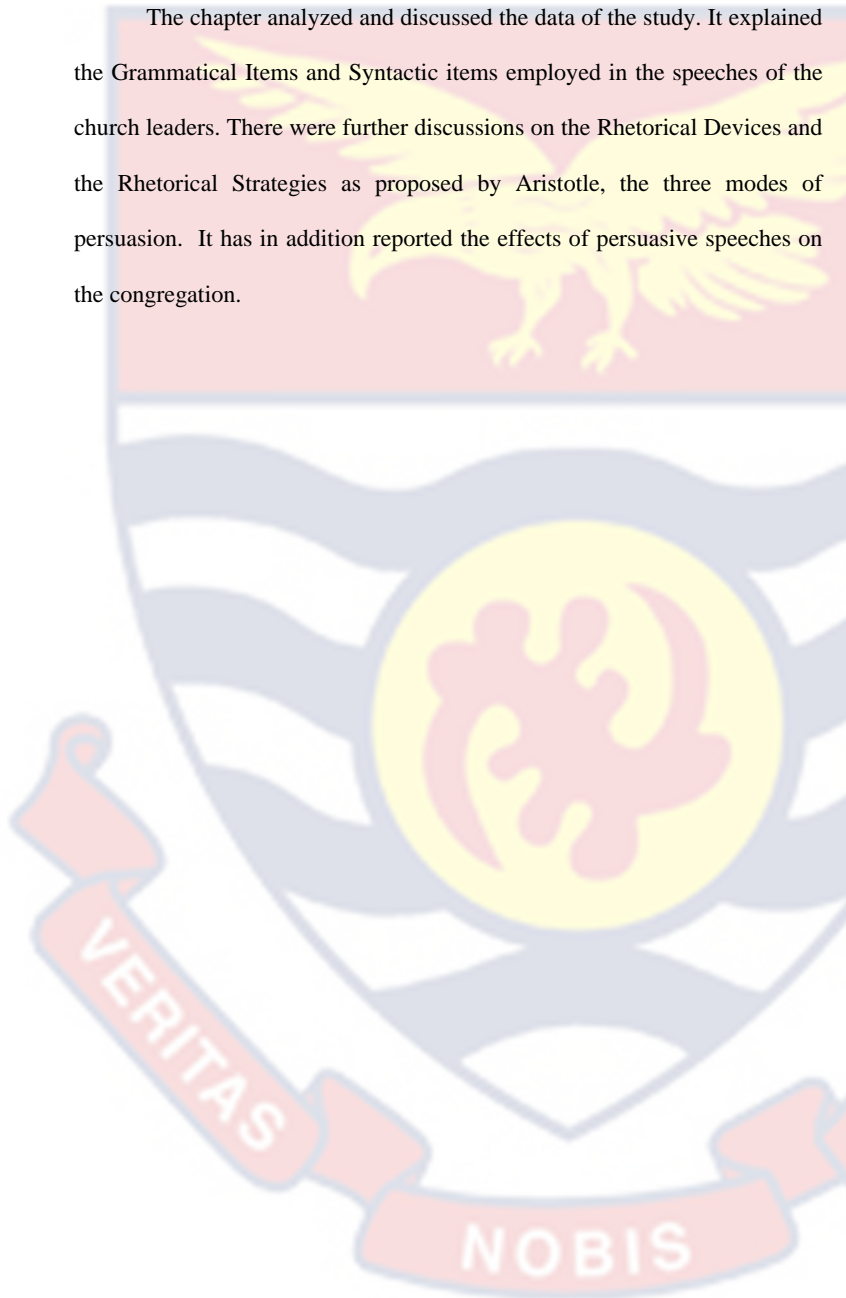 The chapter analyzed and discussed the data of the study. It explained
the Grammatical Items and Syntactic items employed in the speeches of the
church leaders. There were further discussions on the Rhetorical Devices and
the Rhetorical Strategies as proposed by Aristotle, the three modes of
persuasion.  It has in addition reported the effects of persuasive speeches on
the congregation.
VERITAS
NOBIS